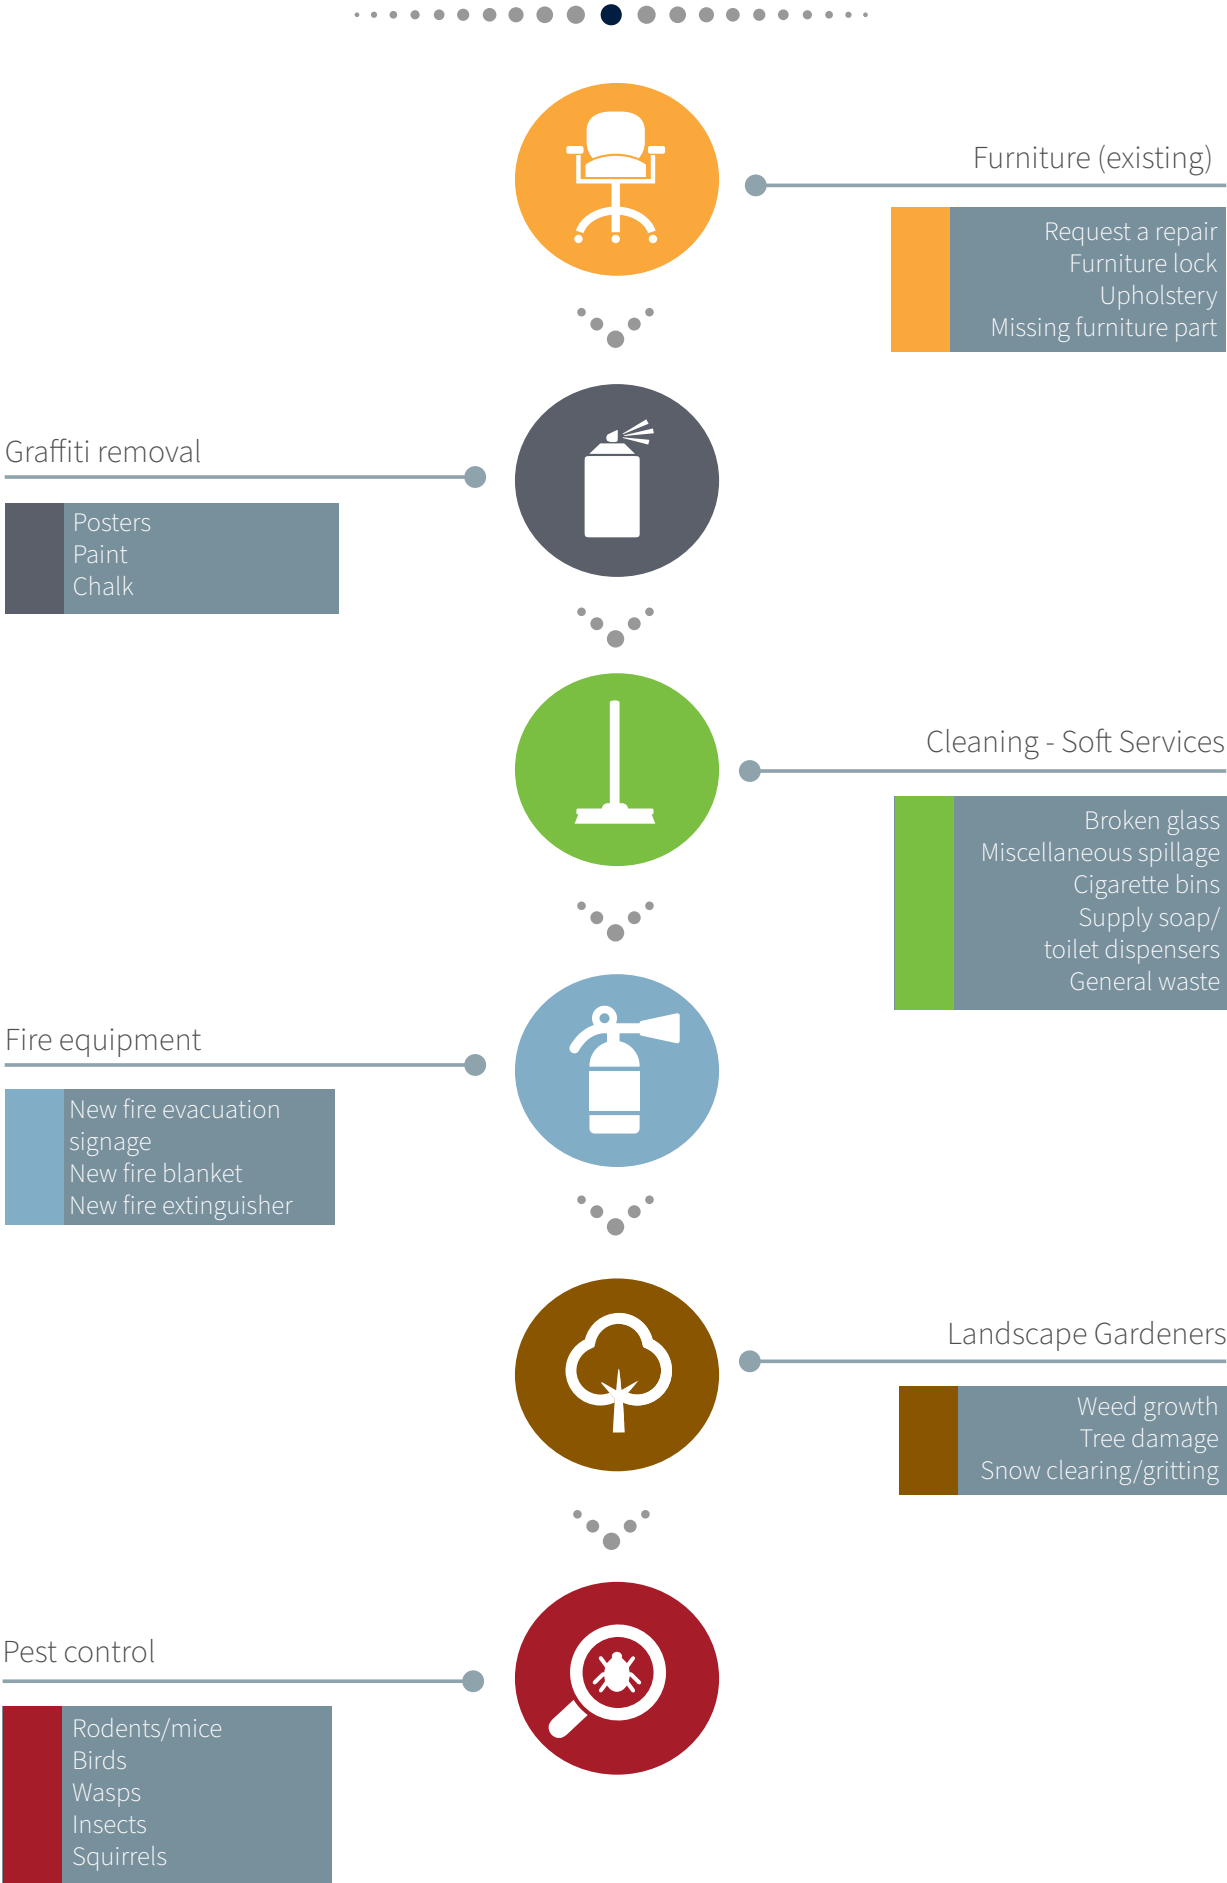 Furniture (existing)
Request a repair
Furniture lock
Upholstery
Missing furniture part
Graffiti removal
Posters
Paint
Chalk
Cleaning - Soft Services
Broken glass
Miscellaneous spillage
Cigarette bins
Supply soap/
toilet dispensers
General waste
Fire equipment
New fire evacuation
signage
New fire blanket
New fire extinguisher
Landscape Gardeners
Weed growth
Tree damage
Snow clearing/gritting
Pest control
Rodents/mice
Birds
Wasps
Insects
Squirrels